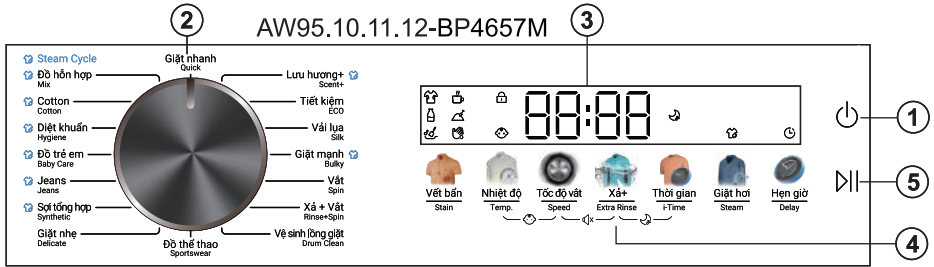 AW95.10.11.12-BP4657M
2
3
1
5
4
Steam Cycle
Giặt nhanh
Quick
Đồ hỗn hợp
Mix
Cotton
Cotton
Diệt khuẩn
Hygiene
Đồ trẻ em
Baby Care
Jeans
Jeans
Sợi tổng hợp
Synthetic
Giặt nhẹ
Delicate
Đồ thể thao
Sportswear
Lưu hương+
Scent+
Tiết kiệm
ECO
Vải lụa
Silk
Giặt mạnh
Bulky
Vắt
Spin
Xả + Vắt
Rinse+Spin
Vệ sinh lồng giặt
Drum Clean
88:88
Vết bẩn
Stain
Nhiệt độ
Temp.
Tốc độ vắt
Speed
Xả+
Extra Rinse
Thời gian
i-Time
Giặt hơi
Steam
Hẹn giờ
Delay